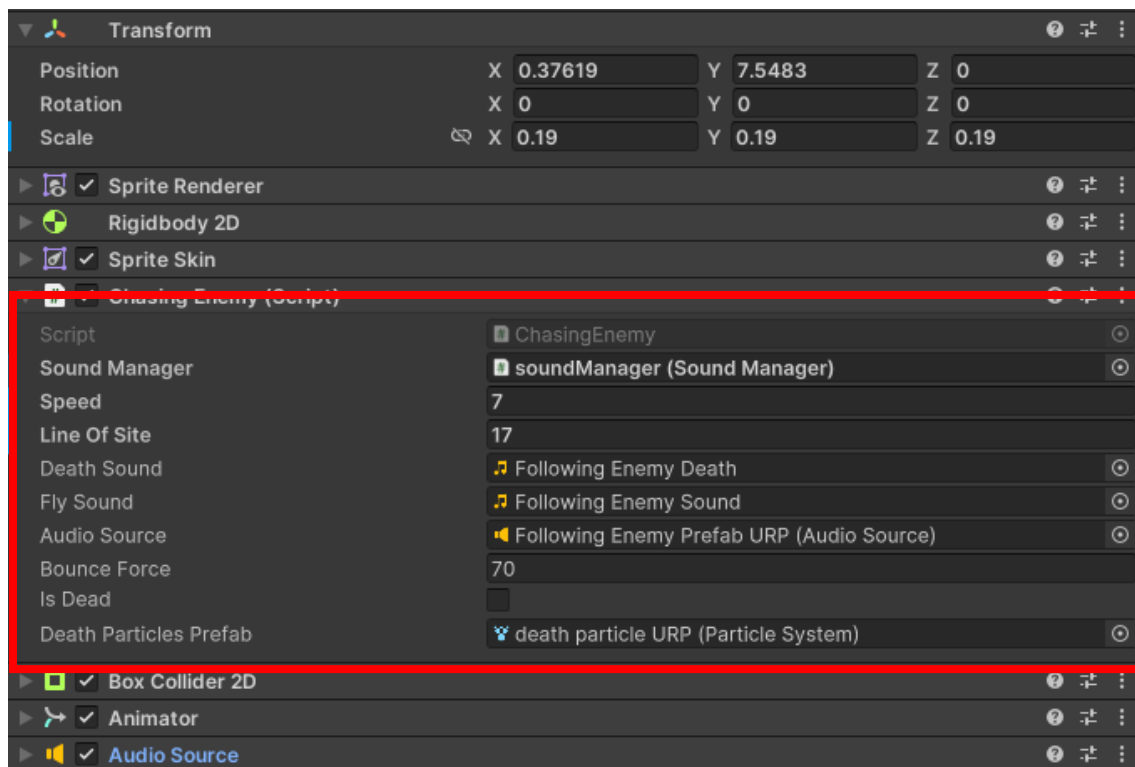 Transform
Position X 0.37619 Y 7.5483 Z 0
Rotation X 0 Y 0 Z 0
Scale X 0.19 Y 0.19 Z 0.19
Sprite Renderer
Rigidbody 2D
Sprite Skin
Chasing Enemy (Script)
Script # ChasingEnemy
Sound Manager # soundManager (Sound Manager)
Speed 7
Line Of Site 17
Death Sound Following Enemy Death
Fly Sound Following Enemy Sound
Audio Source Following Enemy Prefab URP (Audio Source)
Bounce Force 70
Is Dead
Death Particles Prefab death particle URP (Particle System)
Box Collider 2D
Animator
Audio Source